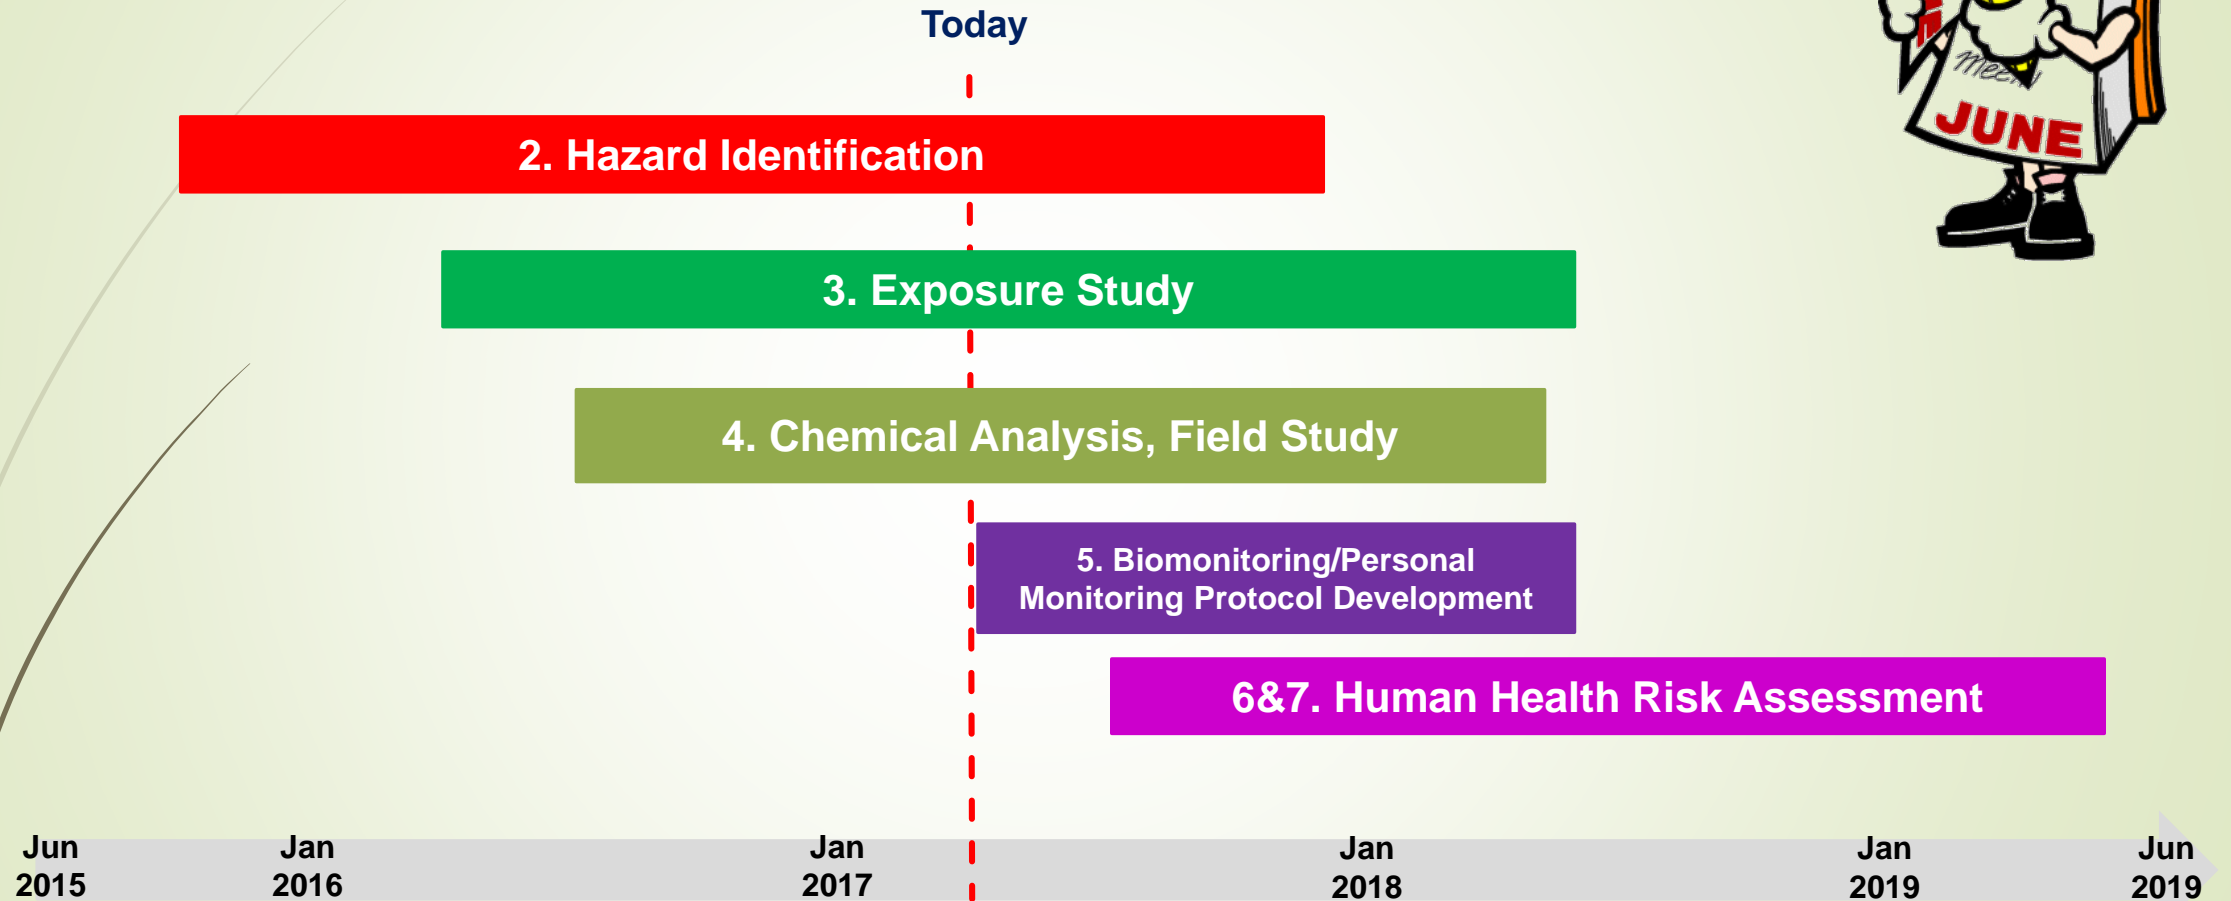 Today
JUNE
2. Hazard Identification
3. Exposure Study
4. Chemical Analysis, Field Study
5. Biomonitoring/Personal
Monitoring Protocol Development
6&7. Human Health Risk Assessment
Jun
2015
Jan
2016
Jan
2017
Jan
2018
Jan
2019
Jun
2019